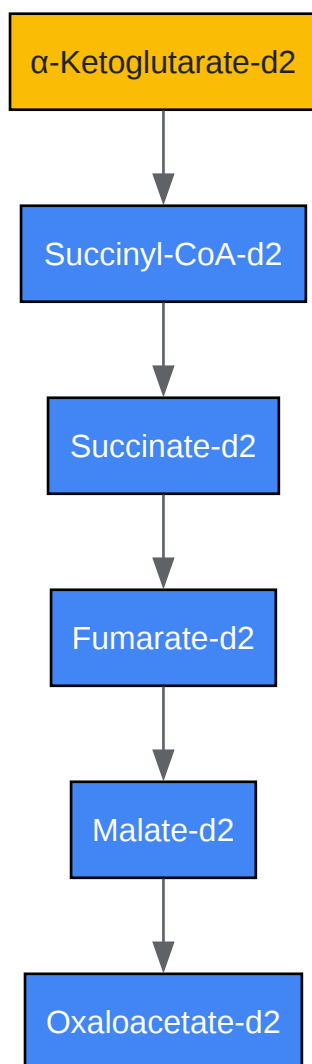 α-Ketoglutarate-d2
Succinyl-CoA-d2
Succinate-d2
Fumarate-d2
Malate-d2
Oxaloacetate-d2